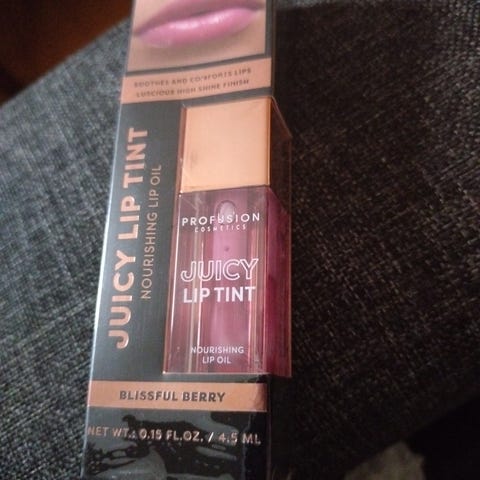 SOOTHES AND COMFORTS LIPS
LUSCIOUS HIGH SHINE FINISH
JUICY LIP TINT
NOURISHING LIP OIL
PROFUSION
COSMETICS
JUICY
LIP TINT
NOURISHING
LIP OIL
BLISSFUL BERRY
NET WT.: 0.15 FL.OZ. / 4.5 ML